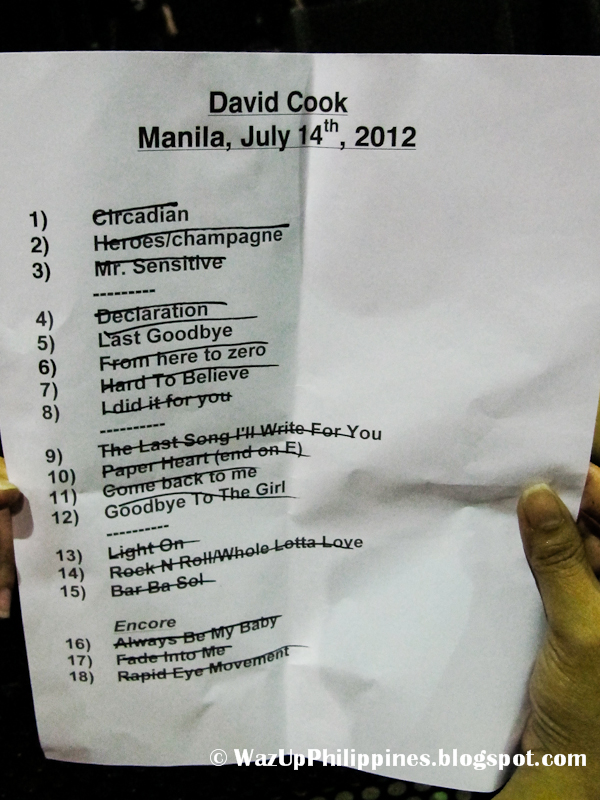 David Cook
Manila, July 14th, 2012
1) Circadian
2) Heroes/champagne
3) Mr. Sensitive
---------
4) Declaration
5) Last Goodbye
6) From here to zero
7) Hard To Believe
8) I did it for you
----------
9) The Last Song I'll Write For You
10) Paper Heart (end on E)
11) Come back to me
12) Goodbye To The Girl
----------
13) Light On
14) Rock N Roll/Whole Lotta Love
15) Bar Ba Sol
Encore
16) Always Be My Baby
17) Fade Into Me
18) Rapid Eye Movement
© WazUpPhilippines.blogspot.com